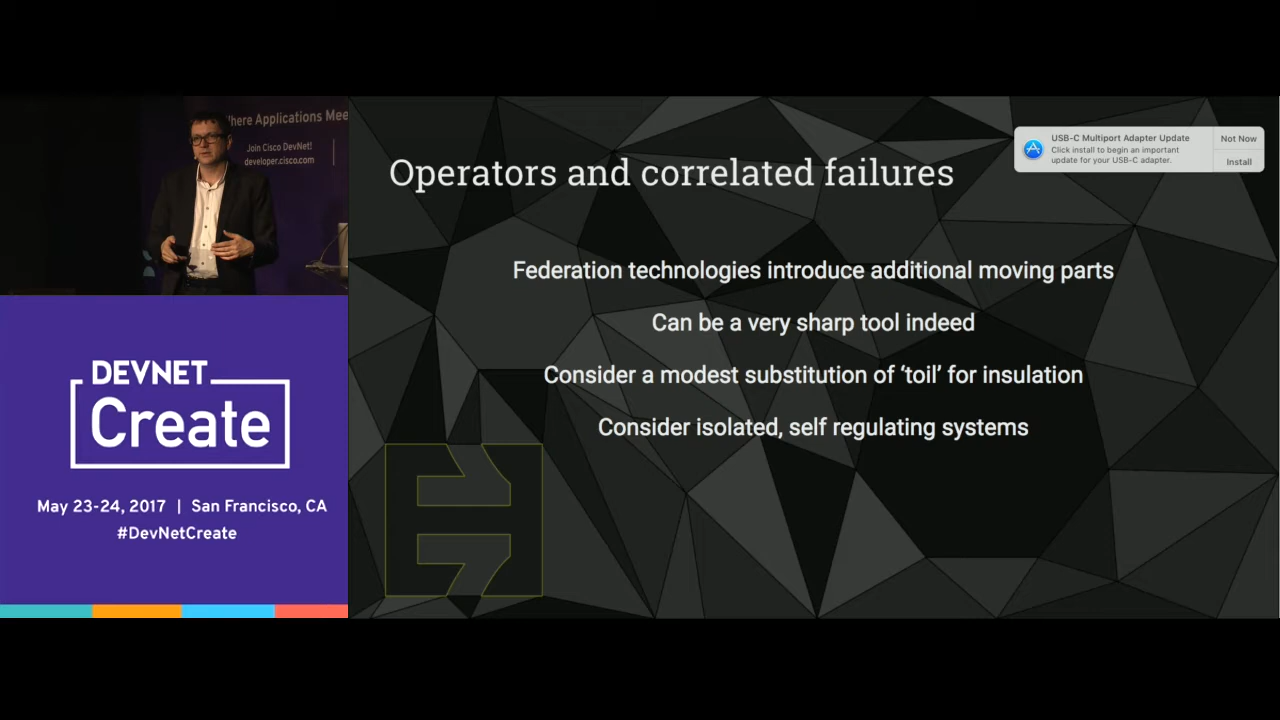 Where Applications Mee
Join Cisco DevNet!
developer.cisco.com
DEVNET
Create
May 23-24, 2017 | San Francisco, CA
#DevNetCreate
USB-C Multiport Adapter Update
Click install to begin an important
update for your USB-C adapter.
Not Now
Install
Operators and correlated failures
Federation technologies introduce additional moving parts
Can be a very sharp tool indeed
Consider a modest substitution of ‘toil’ for insulation
Consider isolated, self regulating systems